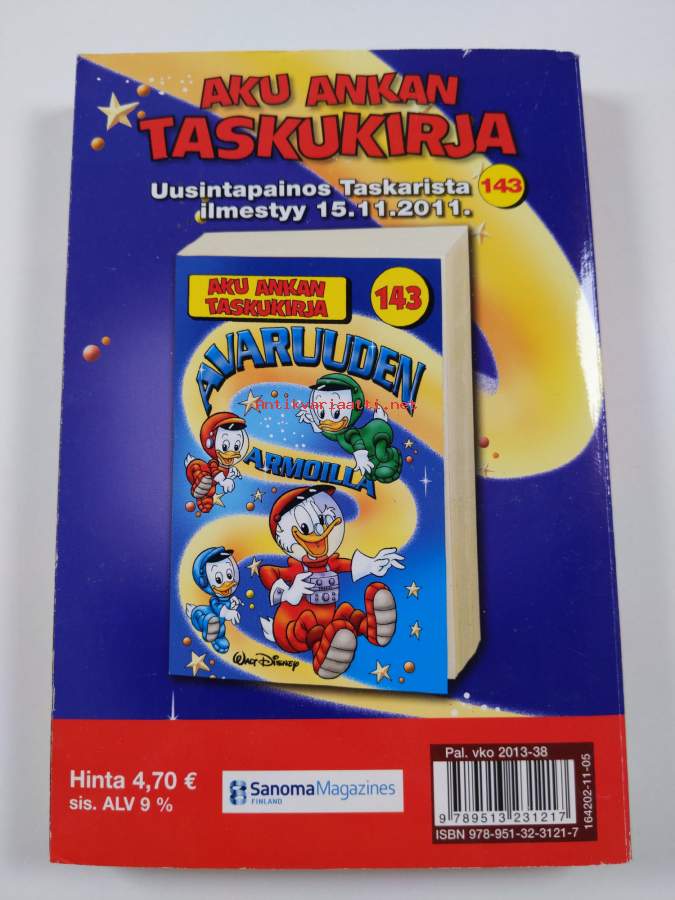 AKU ANKAN
TASKUKIRJA
Uusintapainos Taskarista 143
ilmestyy 15.11.2011.
AKU ANKAN
TASKUKIRJA
143
AVARUUDEN
Antikvariaatti.net
ARMOILLA
WALT DISNEY
Hinta 4,70 €
sis. ALV 9 %
SanomaMagazines
FINLAND
Pal. vko 2013-38
9 789513 231217
ISBN 978-951-32-3121-7
164202-11-05